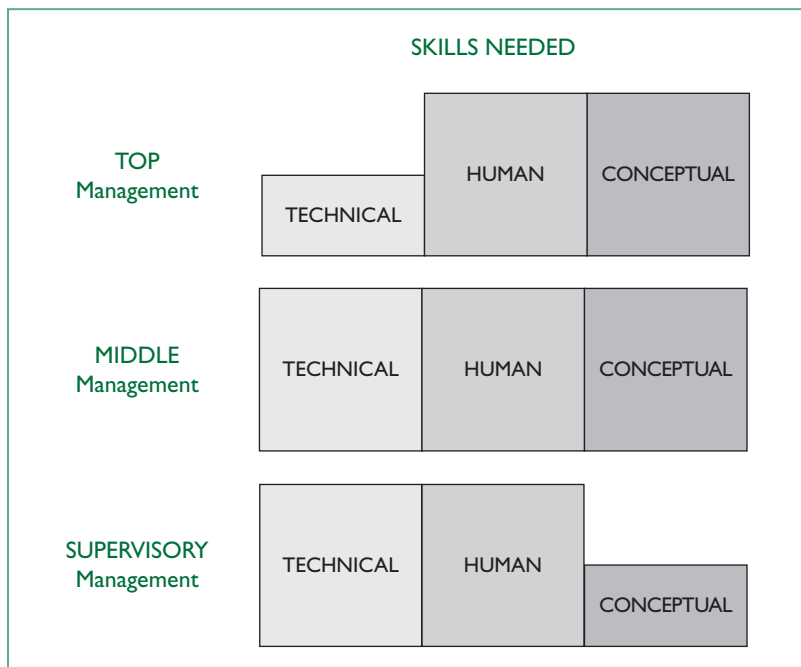 SKILLS NEEDED
TOP
Management
TECHNICAL
HUMAN
CONCEPTUAL
MIDDLE
Management
TECHNICAL
HUMAN
CONCEPTUAL
SUPERVISORY
Management
TECHNICAL
HUMAN
CONCEPTUAL